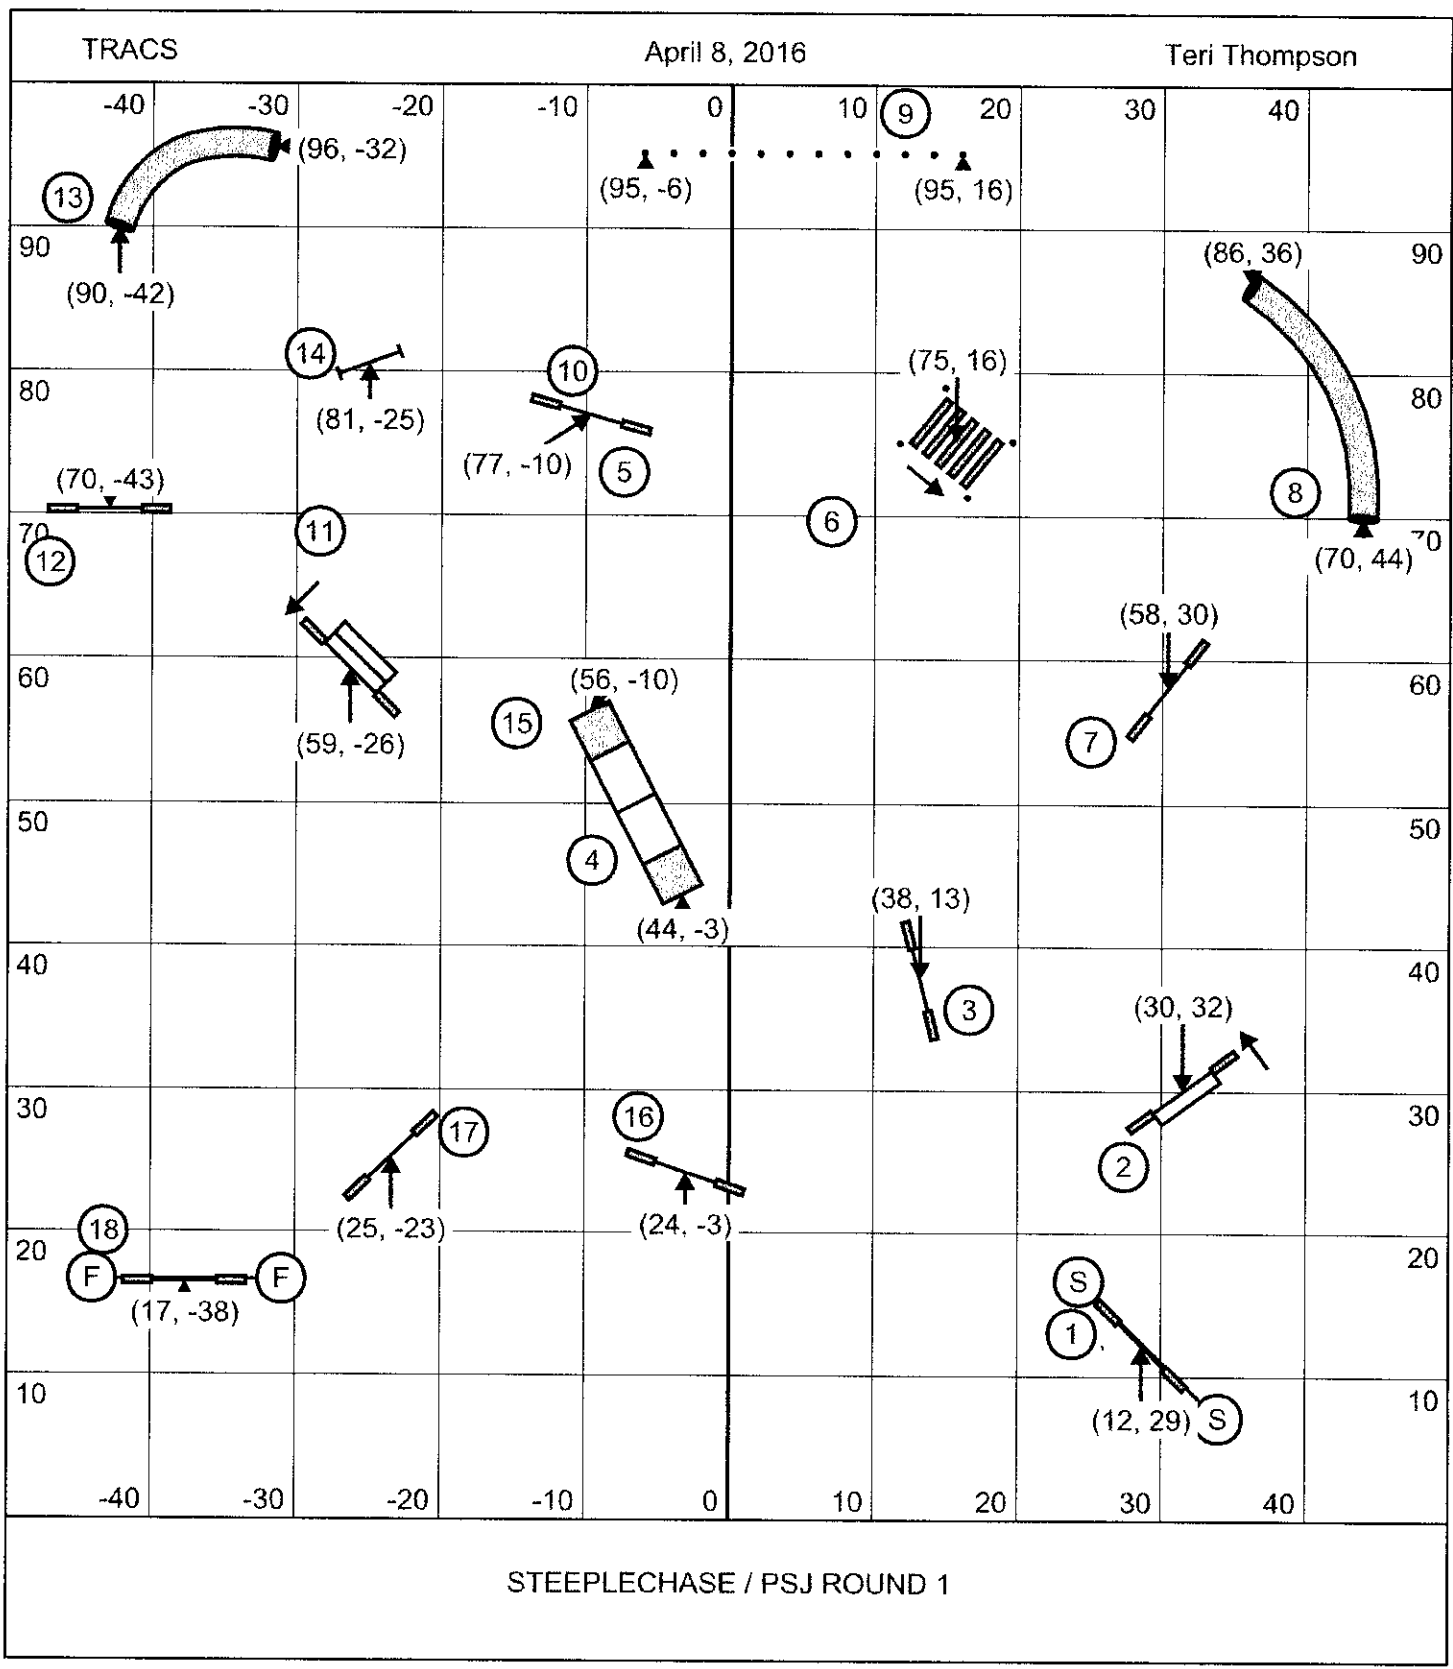 TRACS April 8, 2016 Teri Thompson
-40 -30 -20 -10 0 10 9 20 30 40
(96, -32)
13 (95, -6) (95, 16)
90 (86, 36) 90
(90, -42)
14 10 (75, 16)
80 (81, -25) 80
(77, -10) 5
(70, -43) 8
11 6
70 70
12 (70, 44)
(58, 30)
60 (56, -10) 60
15
(59, -26) 7
50 50
4
(38, 13)
(44, -3)
40 40
3 (30, 32)
30 16 30
17
2
(25, -23) (24, -3)
18
20 20
F F S
(17, -38)
1
10 10
(12, 29) S
-40 -30 -20 -10 0 10 20 30 40
STEEPLECHASE / PSJ ROUND 1